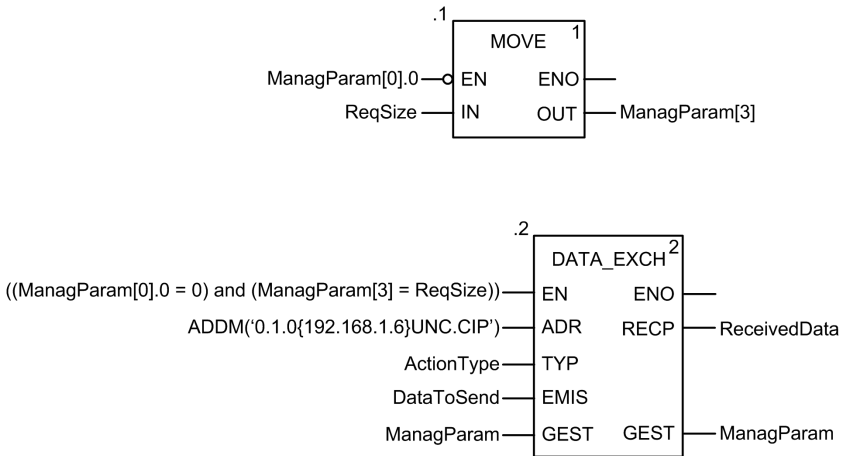 .1
MOVE 1
ManagParam[0].0 EN ENO
ReqSize IN OUT ManagParam[3]
.2
DATA_EXCH 2
((ManagParam[0].0 = 0) and (ManagParam[3] = ReqSize)) EN ENO
ADDM(‘0.1.0{192.168.1.6}UNC.CIP’) ADR RECP ReceivedData
ActionType TYP
DataToSend EMIS
ManagParam GEST GEST ManagParam